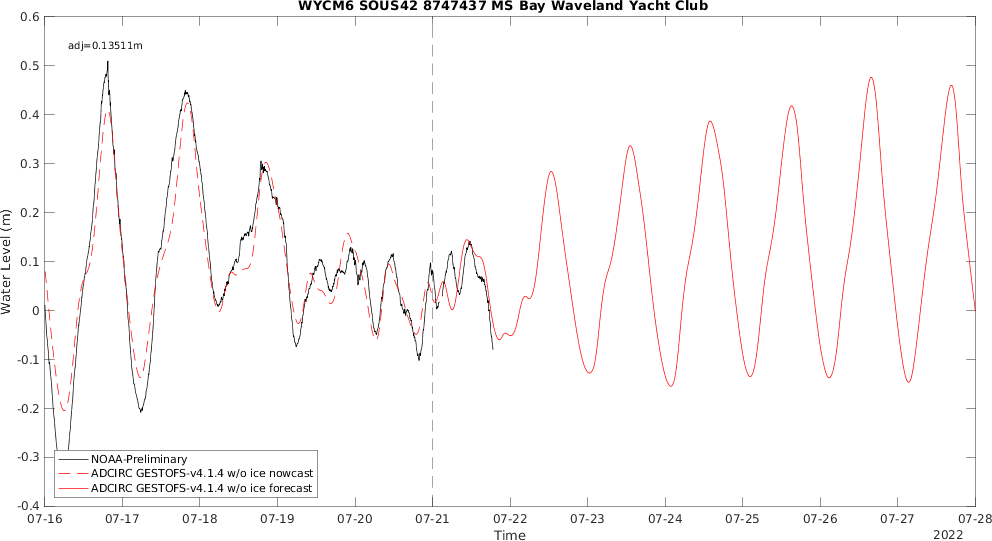 WYCM6 SOUS42 8747437 MS Bay Waveland Yacht Club
adj=0.13511m
Water Level (m)
0.6
0.5
0.4
0.3
0.2
0.1
0
-0.1
-0.2
-0.3
-0.4
NOAA-Preliminary
ADCIRC GESTOFS-v4.1.4 w/o ice nowcast
ADCIRC GESTOFS-v4.1.4 w/o ice forecast
07-16 07-17 07-18 07-19 07-20 07-21 07-22 07-23 07-24 07-25 07-26 07-27 07-28
Time
2022